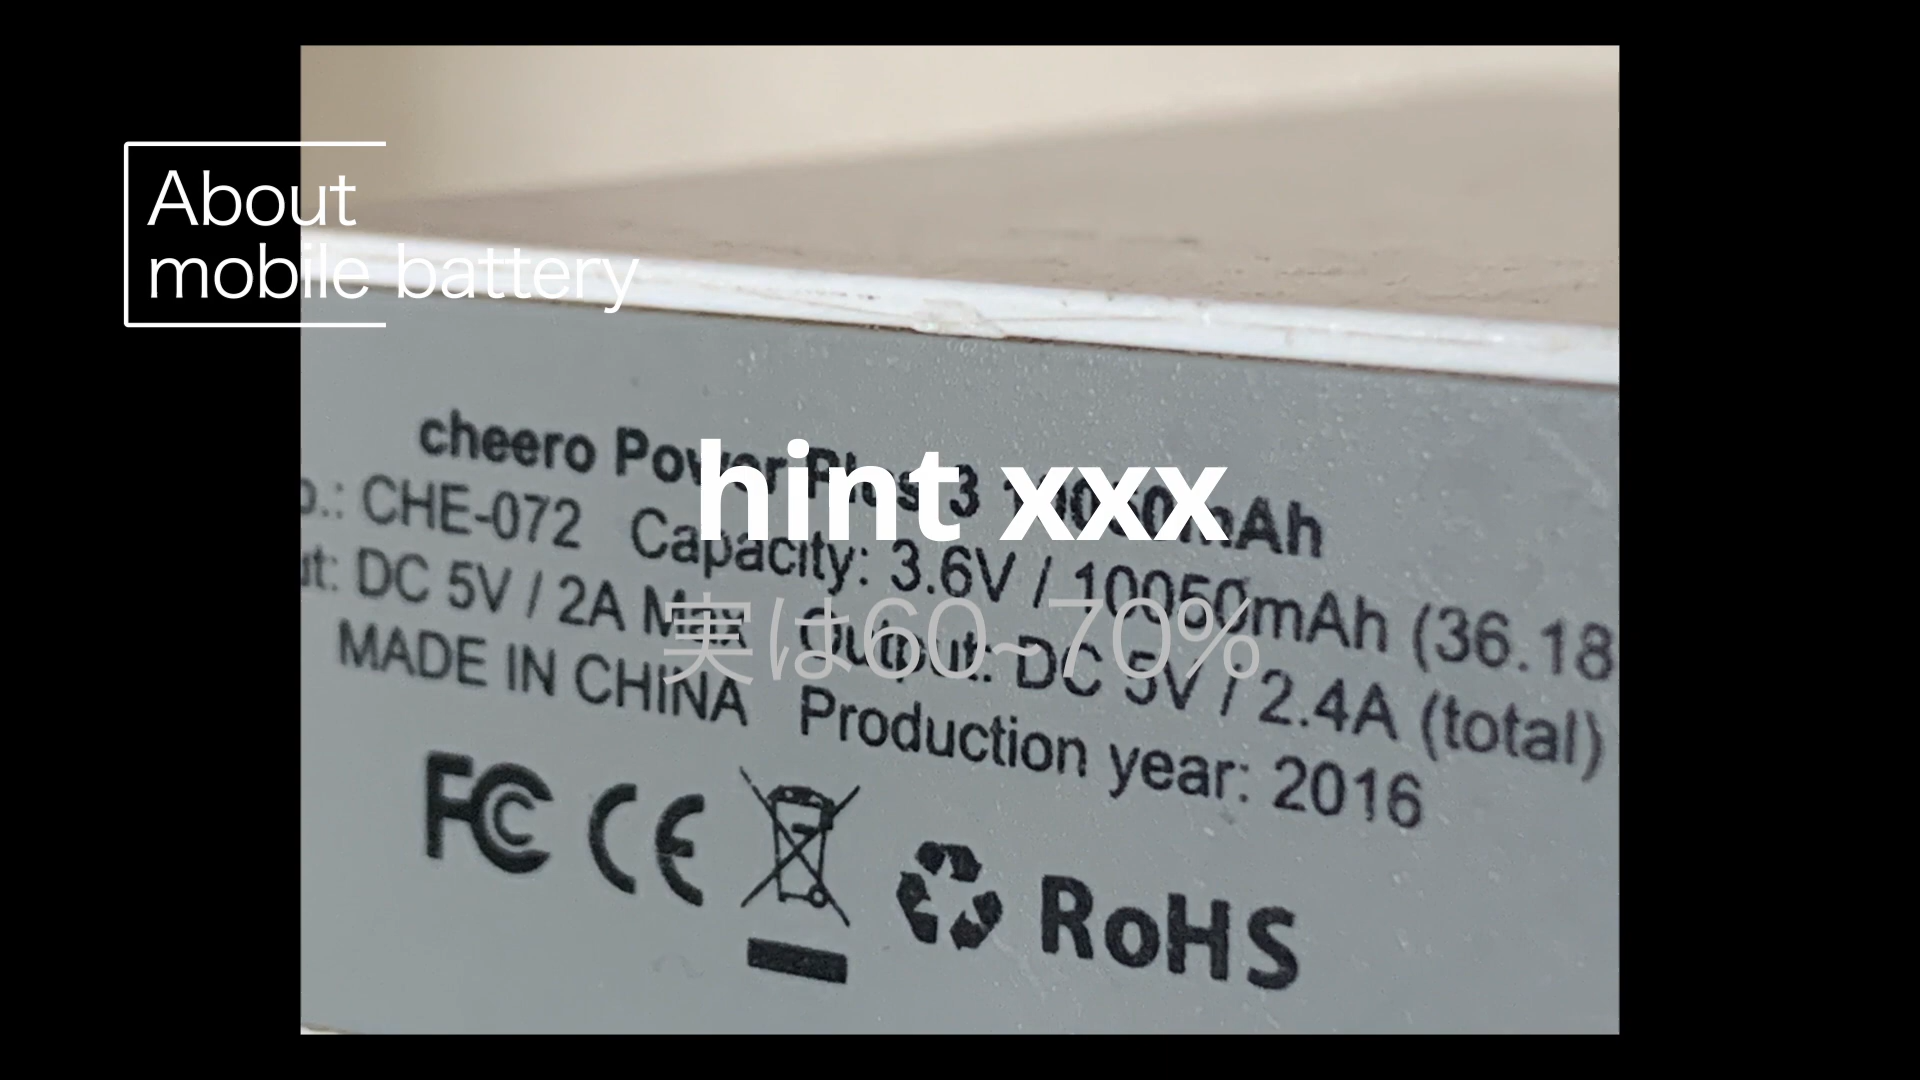 About
mobile battery
hint xxx
実は60~70%
cheero Power Plus 3 10050mAh
o.: CHE-072 Capacity: 3.6V / 10050mAh (36.18
ut: DC 5V / 2A Max Output: DC 5V / 2.4A (total)
MADE IN CHINA Production year: 2016
FC CE RoHS